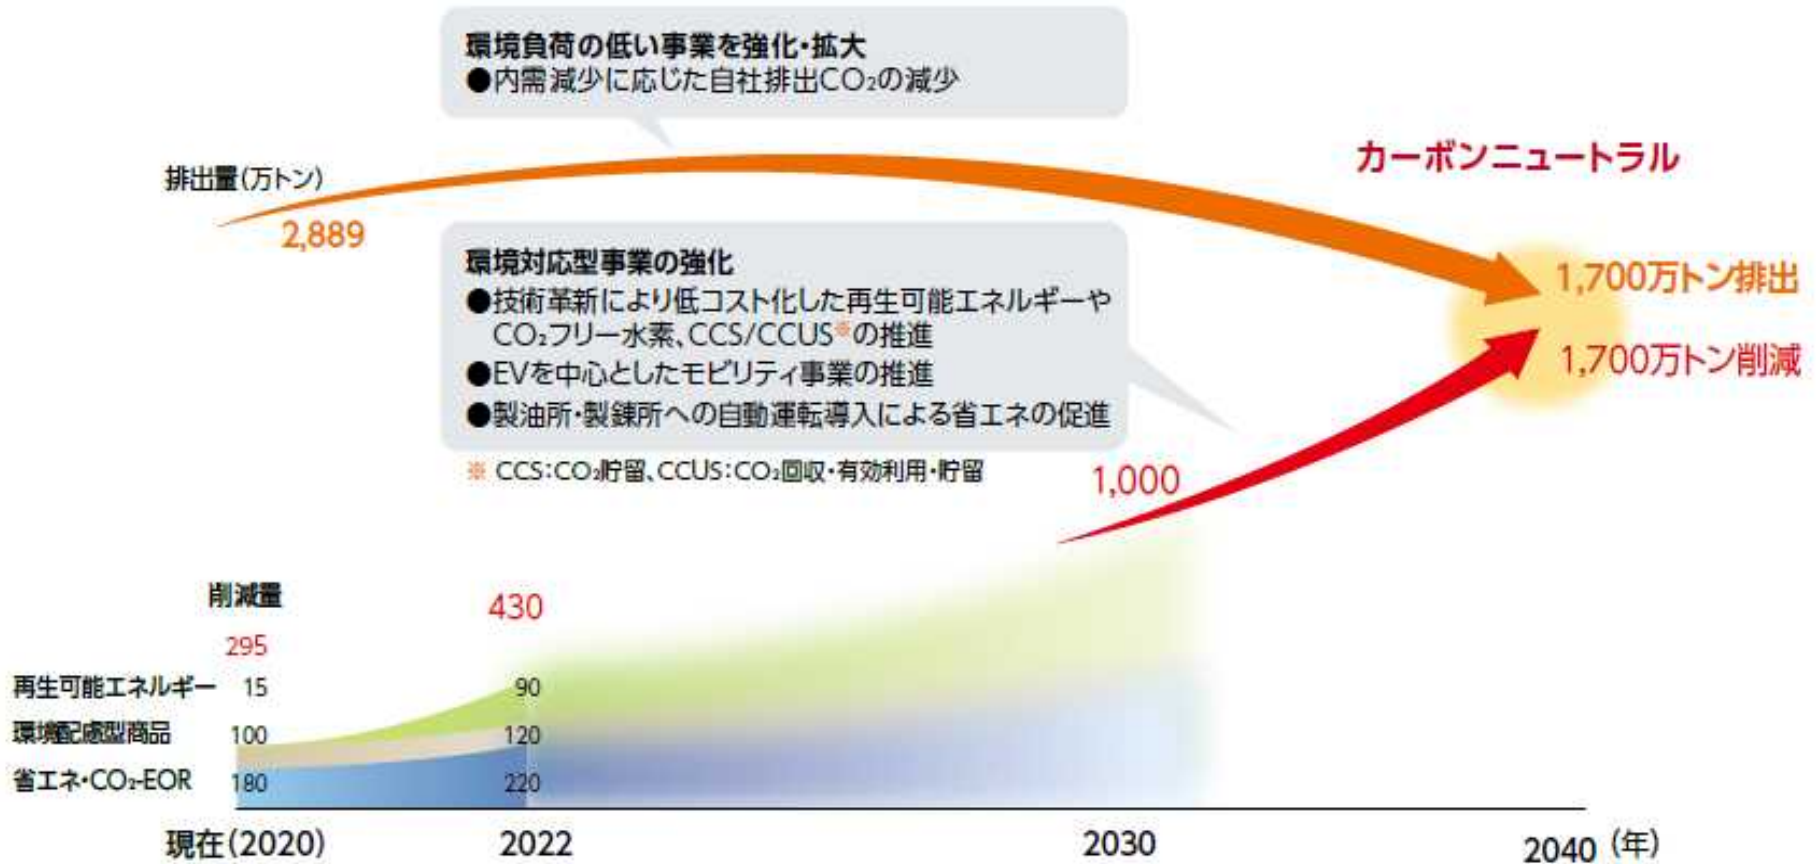 環境負荷の低い事業を強化・拡大
●内需減少に応じた自社排出CO₂の減少
カーボンニュートラル
排出量(万トン)
2,889
環境対応型事業の強化
●技術革新により低コスト化した再生可能エネルギーや
CO₂フリー水素、CCS/CCUS※の推進
●EVを中心としたモビリティ事業の推進
●製油所・製錬所への自動運転導入による省エネの促進
※ CCS：CO₂貯留、CCUS：CO₂回収・有効利用・貯留
1,700万トン排出
1,700万トン削減
1,000
削減量
430
295
再生可能エネルギー 15 90
環境配慮型商品 100 120
省エネ・CO₂-EOR 180 220
現在(2020) 2022 2030 2040 (年)